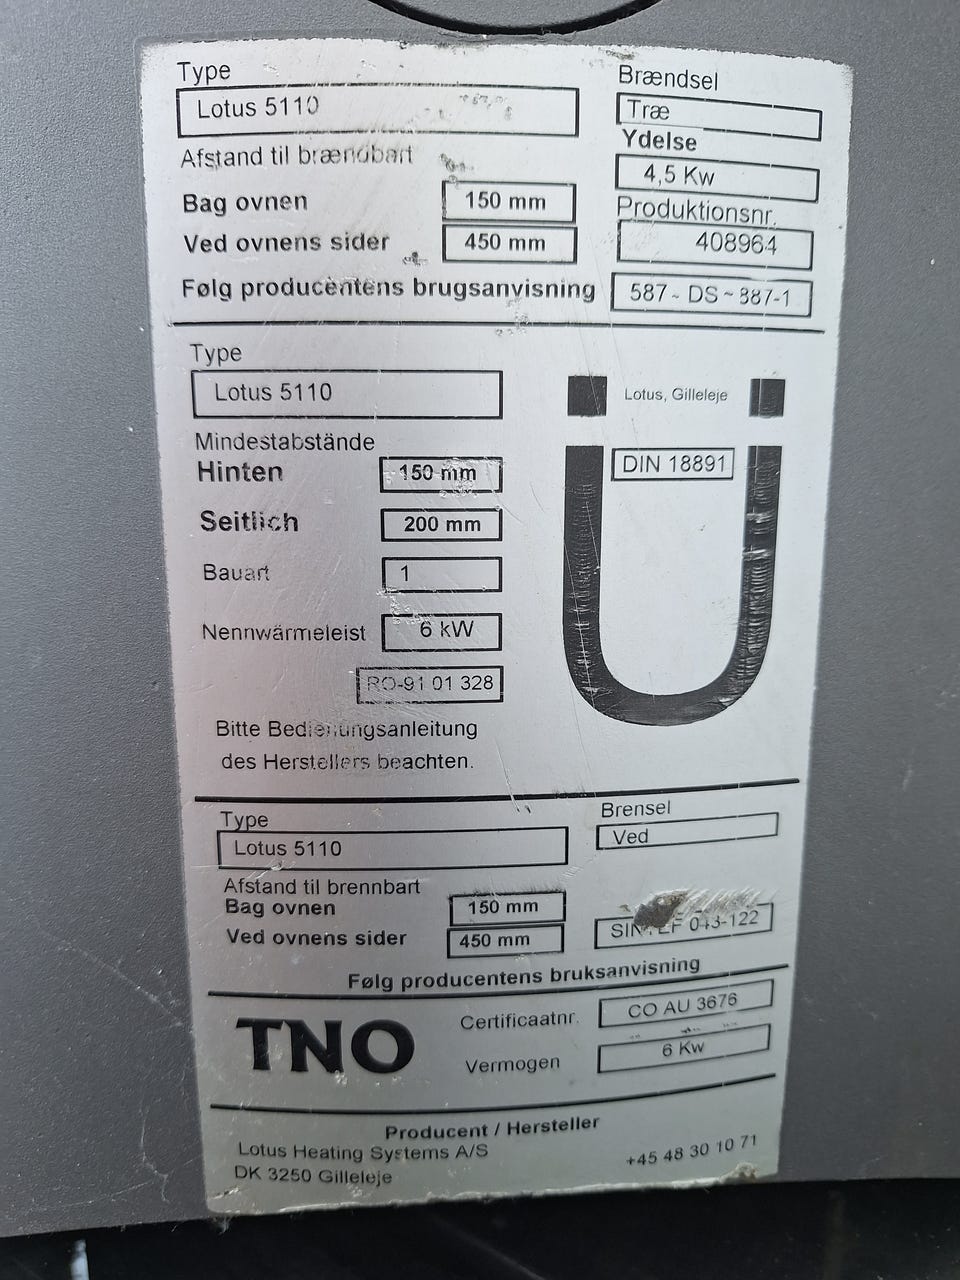 Type
Lotus 5110
Afstand til brændbart
Bag ovnen 150 mm
Ved ovnens sider 450 mm
Følg producentens brugsanvisning
Brændsel
Træ
Ydelse
4,5 Kw
Produktionsnr.
408964
587 - DS - 887-1
Type
Lotus 5110
Mindestabstände
Hinten 150 mm
Seitlich 200 mm
Bauart 1
Nennwärmeleist 6 kW
RO-91 01 328
Bitte Bedienungsanleitung
des Herstellers beachten.
Lotus, Gilleleje
DIN 18891
Ü
Type
Lotus 5110
Afstand til brennbart
Bag ovnen 150 mm
Ved ovnens sider 450 mm
Brensel
Ved
SINTEF 043-122
Følg producentens bruksanvisning
TNO
Certificaatnr. CO AU 3676
Vermogen 6 Kw
Producent / Hersteller
Lotus Heating Systems A/S
DK 3250 Gilleleje
+45 48 30 10 71